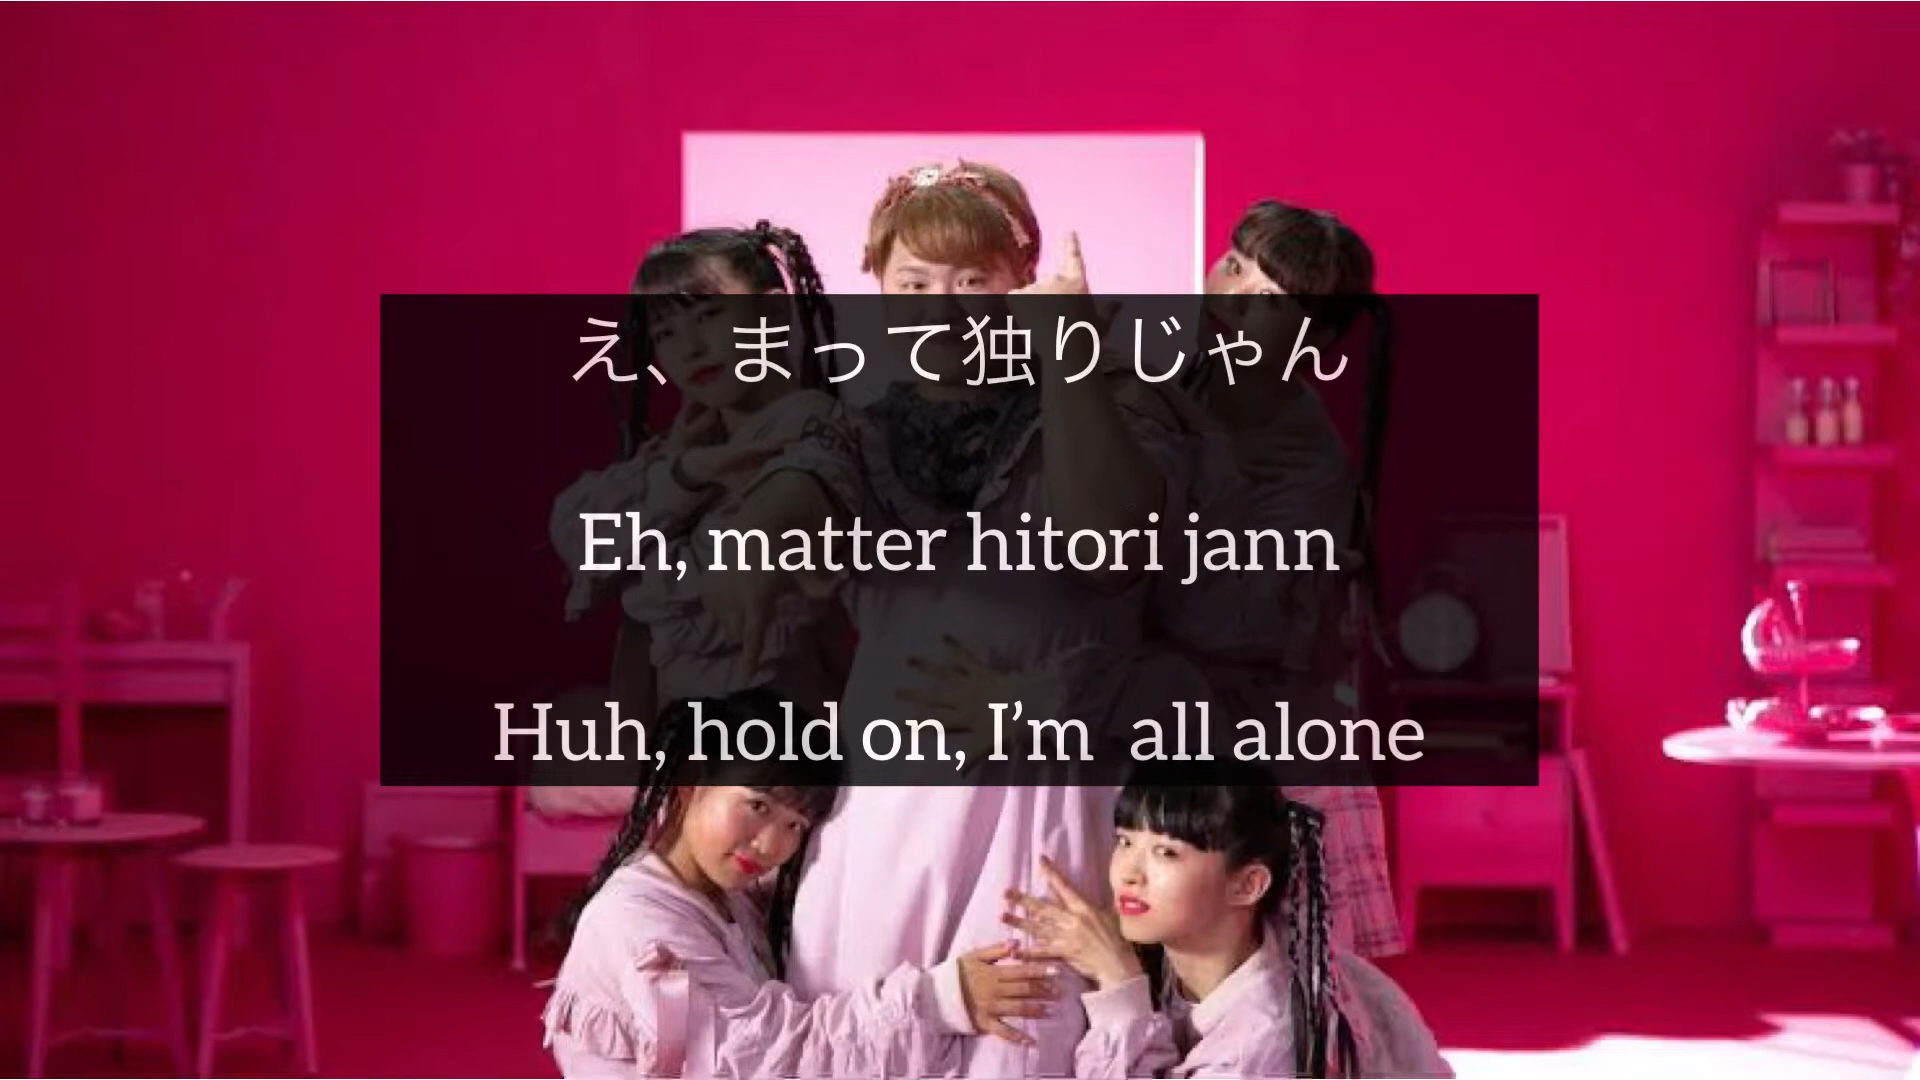 え、まって独りじゃん
Eh, matter hitori jann
Huh, hold on, I’m all alone